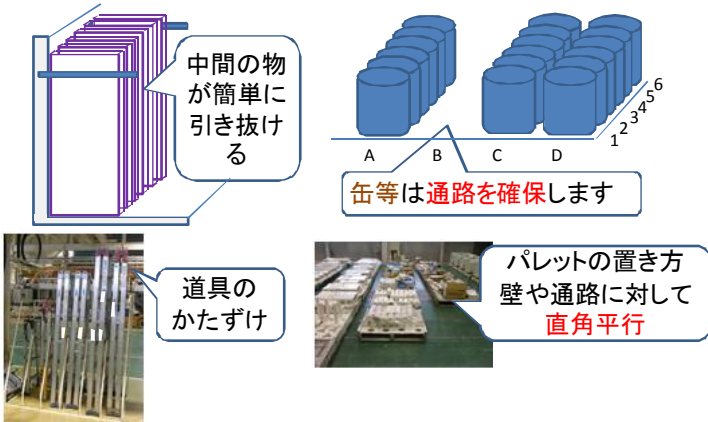 中間の物
が簡単に
引き抜け
る
A B C D
1 2 3 4 5 6
缶等は通路を確保します
道具の
かたずけ
パレットの置き方
壁や通路に対して
直角平行